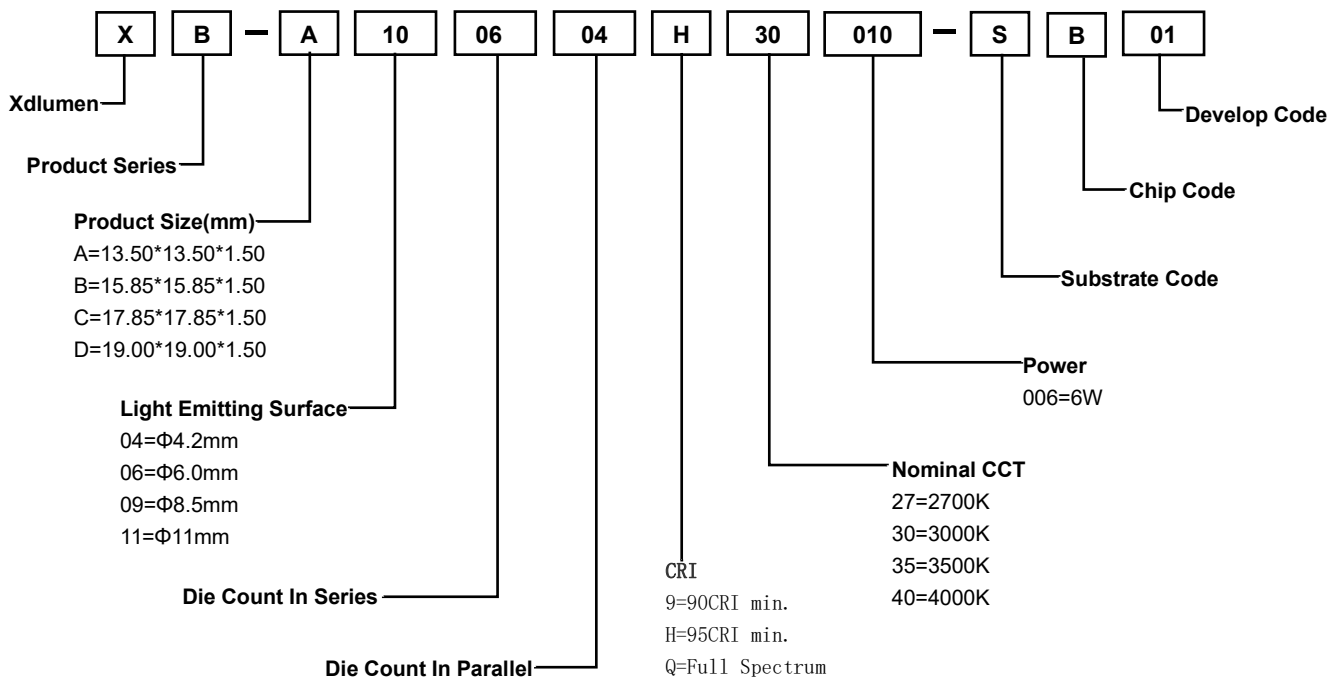 X B - A 10 06 04 H 30 010 - S B 01
Xdlumen
Develop Code
Product Series
Chip Code
Product Size(mm)
A=13.50*13.50*1.50
B=15.85*15.85*1.50
C=17.85*17.85*1.50
D=19.00*19.00*1.50
Substrate Code
Power
006=6W
Light Emitting Surface
04=Φ4.2mm
06=Φ6.0mm
09=Φ8.5mm
11=Φ11mm
Nominal CCT
27=2700K
30=3000K
35=3500K
40=4000K
Die Count In Series
CRI
9=90CRI min.
H=95CRI min.
Q=Full Spectrum
Die Count In Parallel